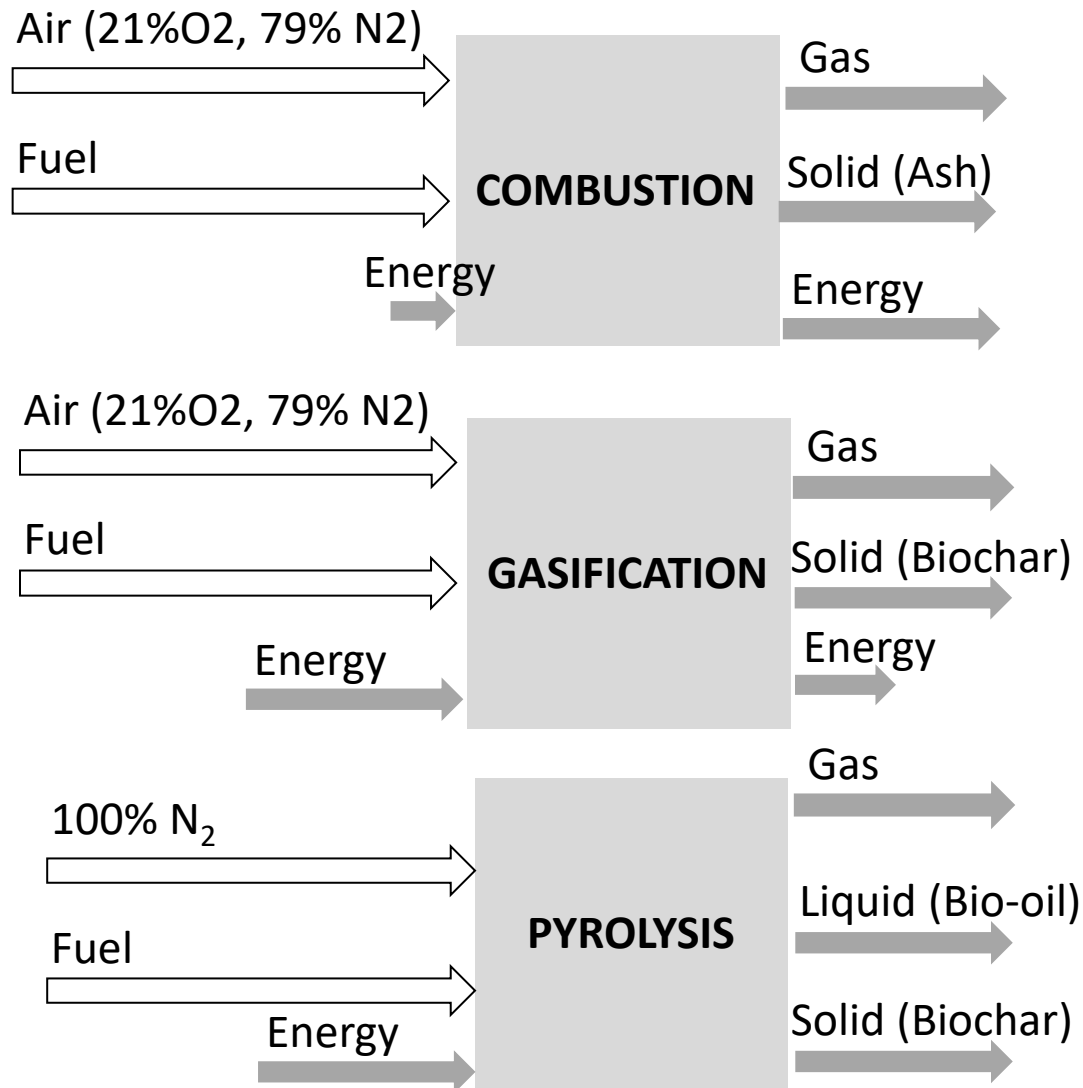 Air (21%O2, 79% N2)
Fuel
Energy
COMBUSTION
Gas
Solid (Ash)
Energy
Air (21%O2, 79% N2)
Fuel
Energy
GASIFICATION
Gas
Solid (Biochar)
Energy
100% N₂
Fuel
Energy
PYROLYSIS
Gas
Liquid (Bio-oil)
Solid (Biochar)